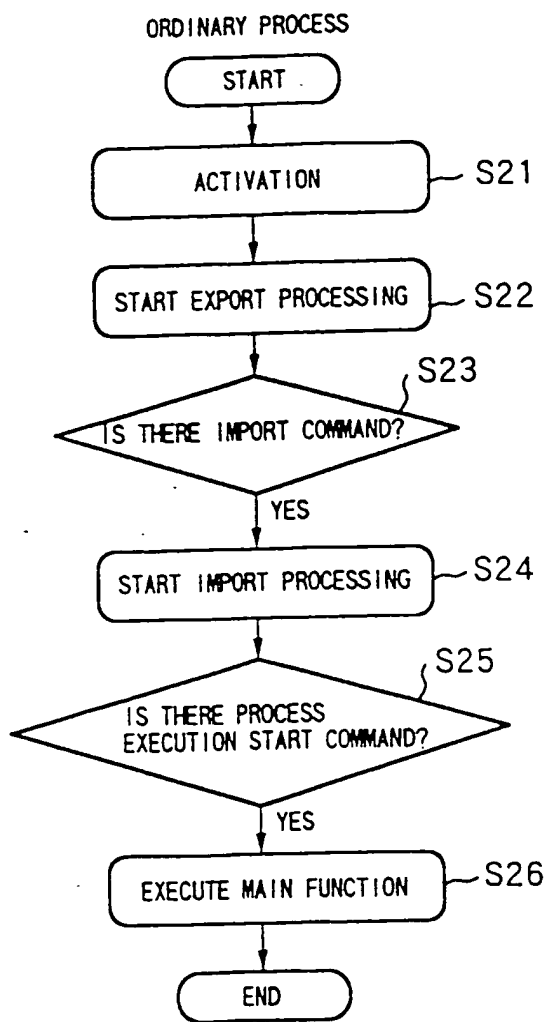 ORDINARY PROCESS
START
ACTIVATION
S21
START EXPORT PROCESSING
S22
S23
IS THERE IMPORT COMMAND?
YES
START IMPORT PROCESSING
S24
S25
IS THERE PROCESS
EXECUTION START COMMAND?
YES
EXECUTE MAIN FUNCTION
S26
END